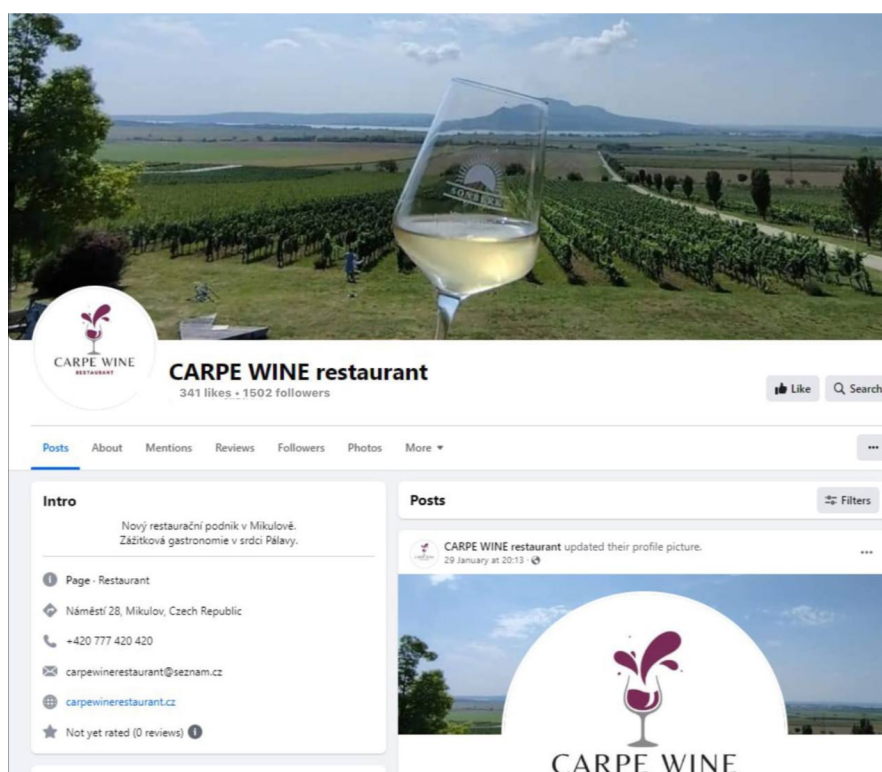 SONBERK
CARPE WINE
RESTAURANT
CARPE WINE restaurant
341 likes • 1502 followers
Like
Search
Posts
About
Mentions
Reviews
Followers
Photos
More
Intro
Nový restaurační podnik v Mikulově.
Zážitková gastronomie v srdci Pálavy.
Page · Restaurant
Náměstí 28, Mikulov, Czech Republic
+420 777 420 420
carpewinerestaurant@seznam.cz
carpewinerestaurant.cz
Not yet rated (0 reviews)
Posts
Filters
CARPE WINE restaurant updated their profile picture.
29 January at 20:13 ·
CARPE WINE